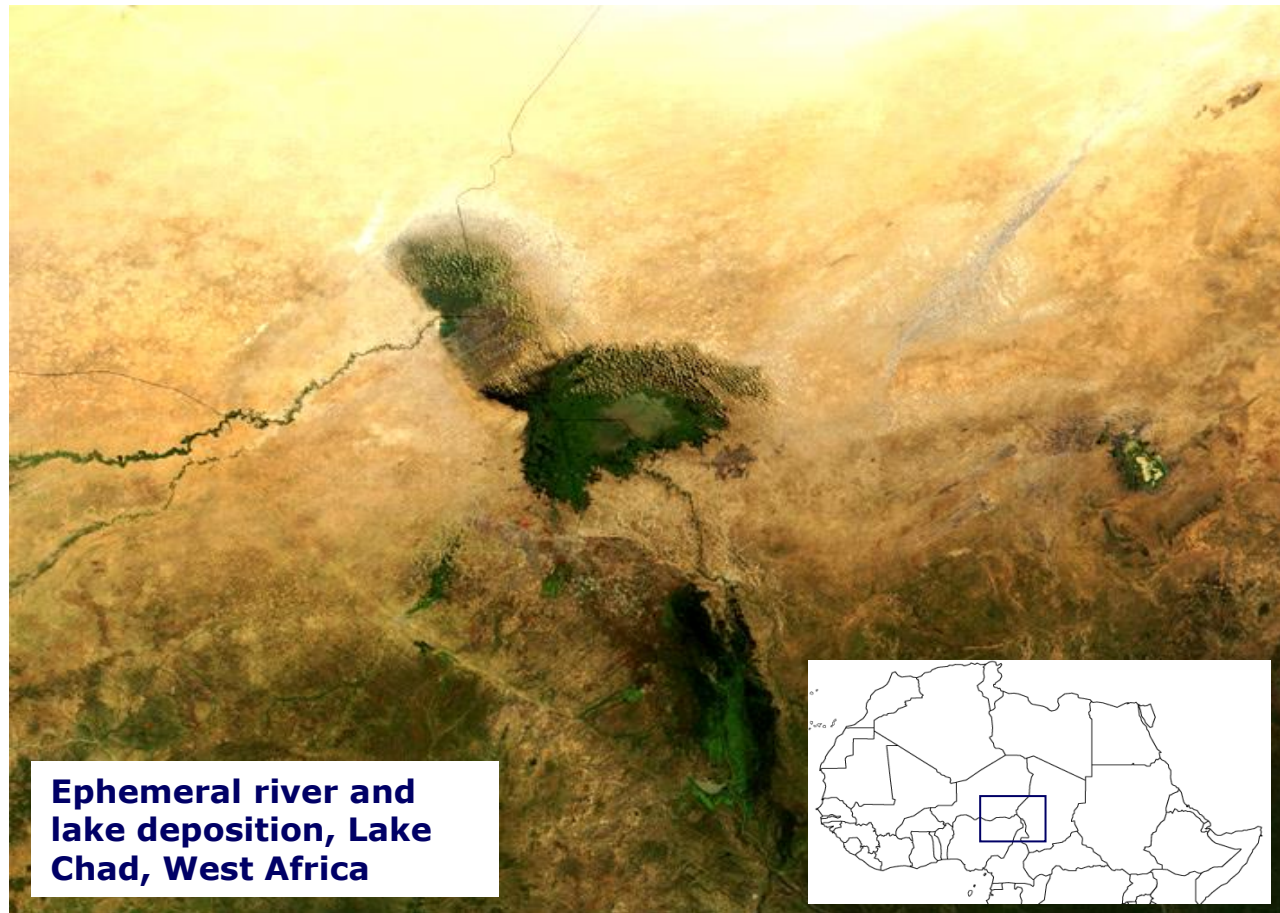 Ephemeral river and
lake deposition, Lake
Chad, West Africa